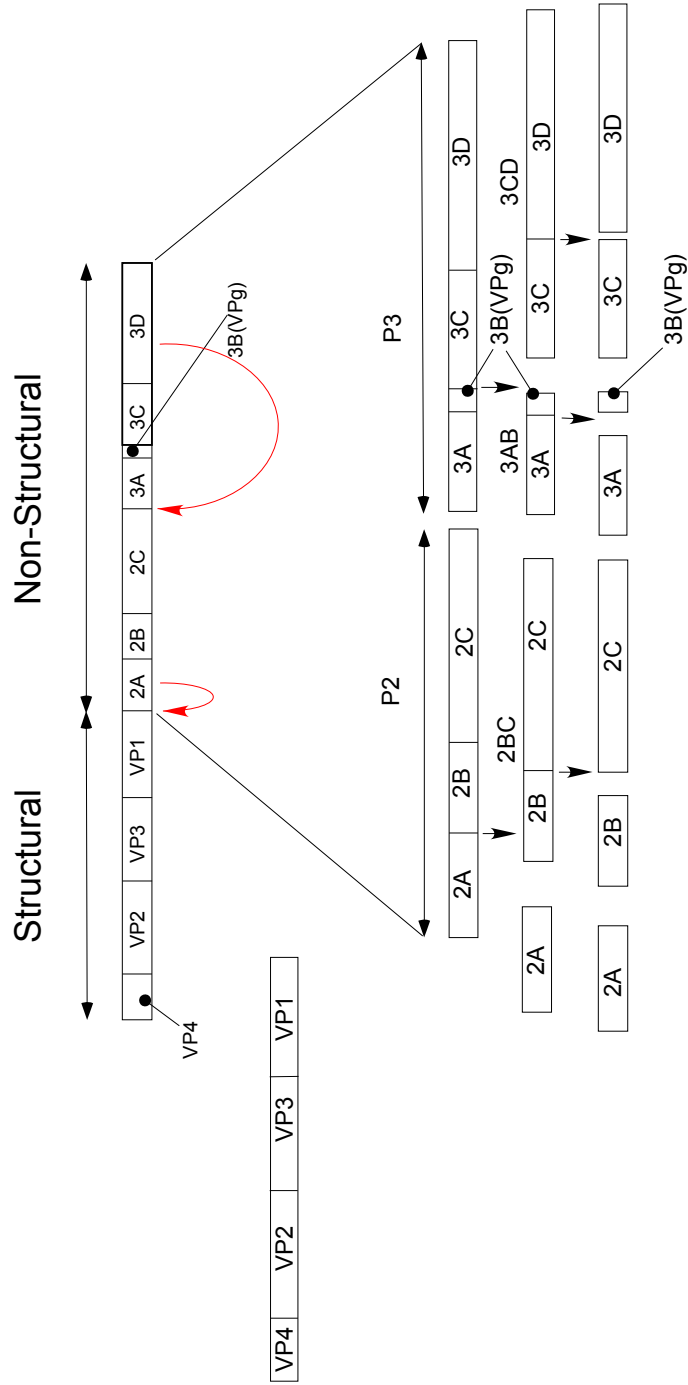 Structural Non-Structural
VP4 VP2 VP3 VP1 2A 2B 2C 3A 3C 3D
VP4
3B(VPg)
VP4 VP2 VP3 VP1
P2 P3
2A 2B 2C 3A 3C 3D
2BC 3AB 3B(VPg) 3CD
2A 2B 2C 3A 3C 3D
2A 2B 2C 3A 3C 3D
3B(VPg)